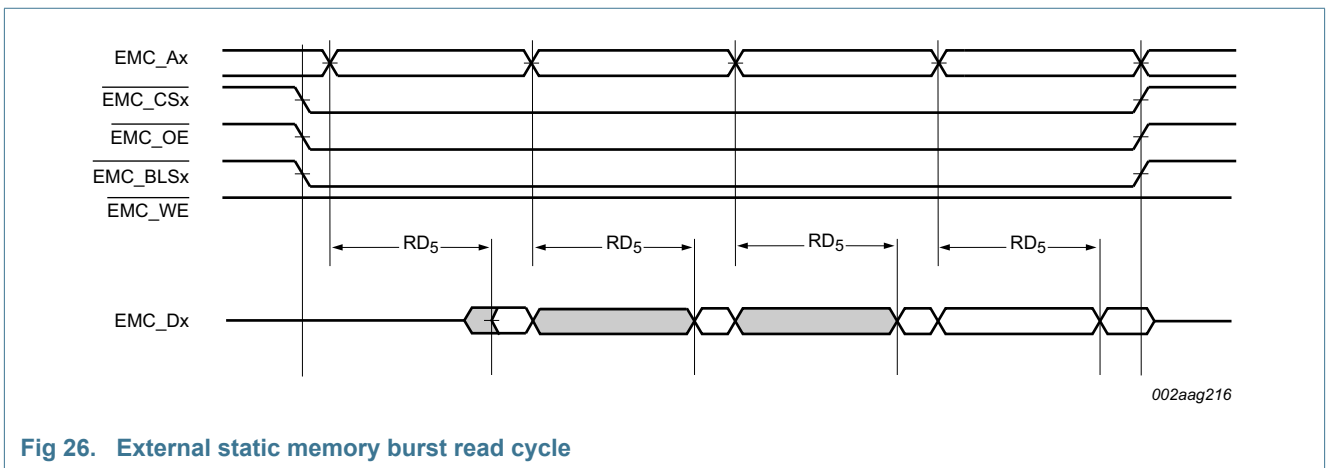 EMC_Ax
EMC_CSx
EMC_OE
EMC_BLSx
EMC_WE
RD5 RD5 RD5 RD5
EMC_Dx
002aag216
Fig 26. External static memory burst read cycle